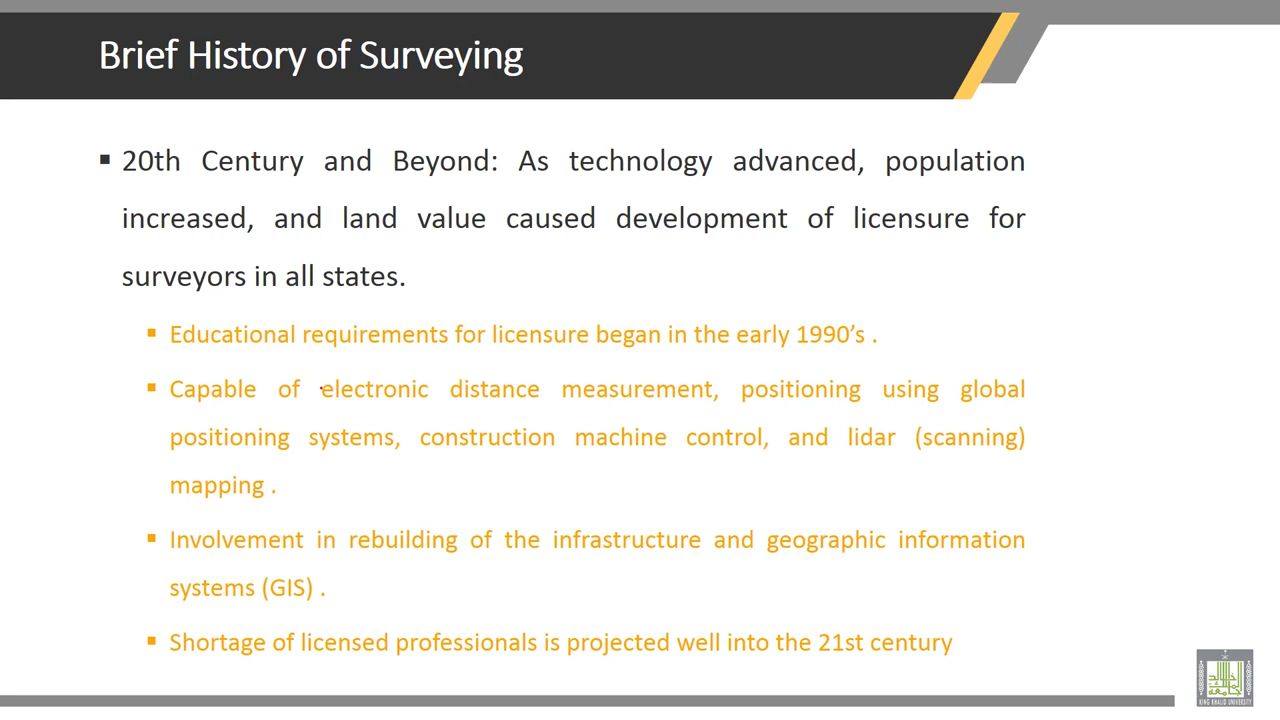 Brief History of Surveying
▪ 20th Century and Beyond: As technology advanced, population
increased, and land value caused development of licensure for
surveyors in all states.
▪ Educational requirements for licensure began in the early 1990’s .
▪ Capable of electronic distance measurement, positioning using global
positioning systems, construction machine control, and lidar (scanning)
mapping .
▪ Involvement in rebuilding of the infrastructure and geographic information
systems (GIS) .
▪ Shortage of licensed professionals is projected well into the 21st century
KING KHALID UNIVERSITY